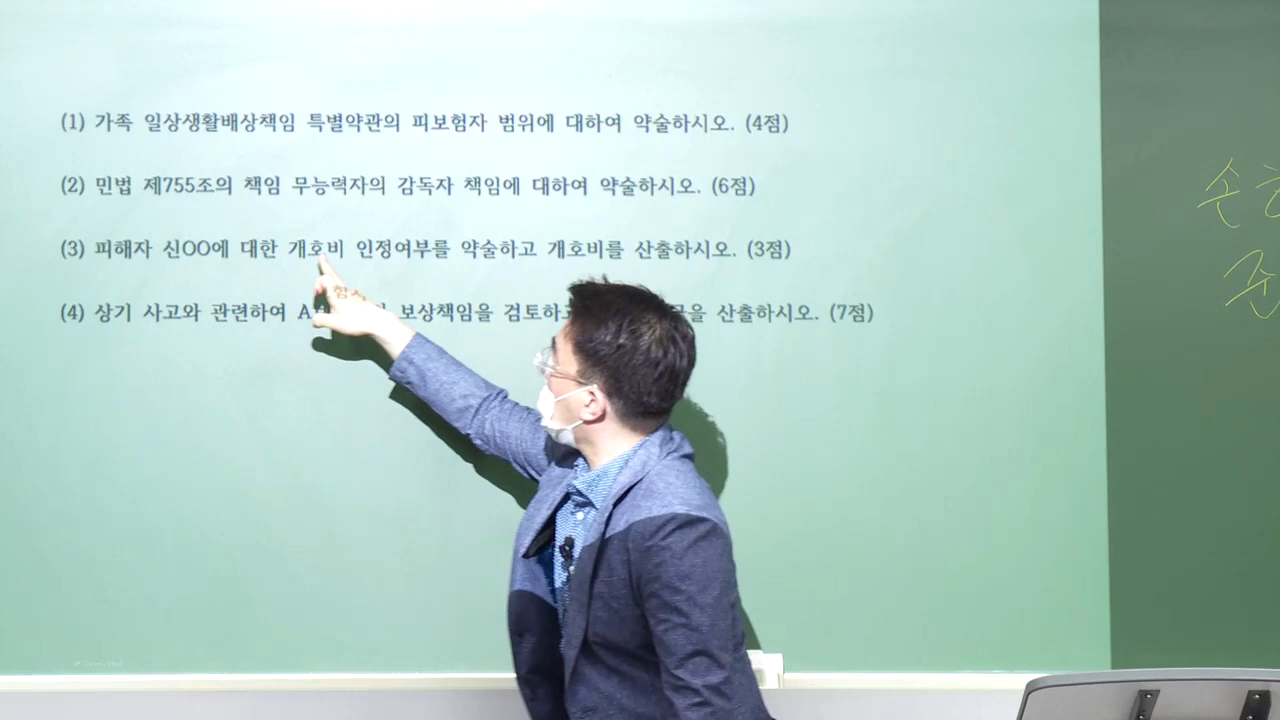 (1) 가족 일상생활배상책임 특별약관의 피보험자 범위에 대하여 약술하시오. (4점)
(2) 민법 제755조의 책임 무능력자의 감독자 책임에 대하여 약술하시오. (6점)
(3) 피해자 신OO에 대한 개호비 인정여부를 약술하고 개호비를 산출하시오. (3점)
(4) 상기 사고와 관련하여 보상책임을 산출하시오. (7점)
손
준